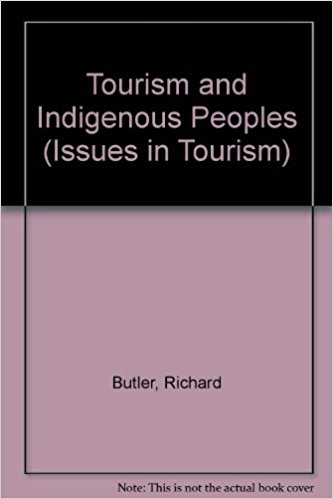 Tourism and
Indigenous Peoples
(Issues in Tourism)
Butler, Richard
Note: This is not the actual book cover